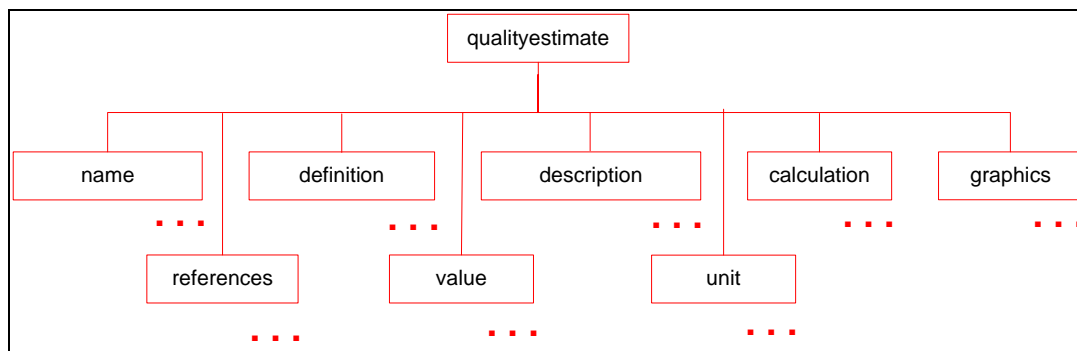 qualityestimate
name
definition
description
calculation
graphics
references
value
unit